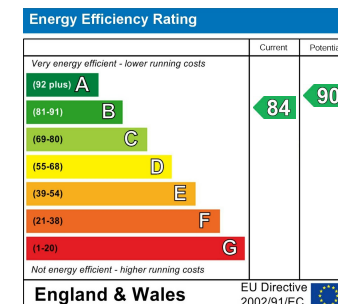 Energy Efficiency Rating
Current
Very energy efficient - lower running costs
(92 plus) A
(81-91) B
84
90
(69-80) C
(55-68) D
(39-54) E
(21-38) F
(1-20) G
Not energy efficient - higher running costs
England & Wales
EU Directive
2002/91/EC